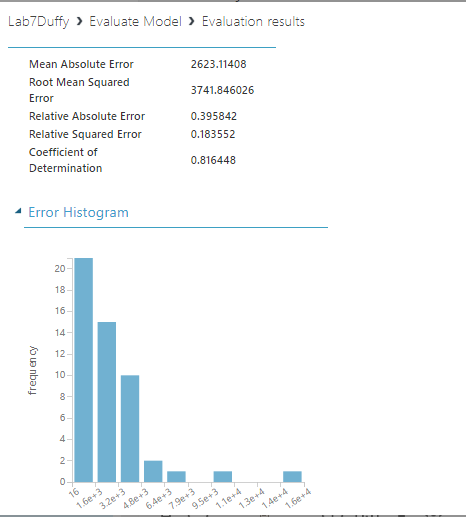 Lab7Duffy > Evaluate Model > Evaluation results
Mean Absolute Error 2623.11408
Root Mean Squared
Error 3741.846026
Relative Absolute Error 0.395842
Relative Squared Error 0.183552
Coefficient of
Determination 0.816448
Error Histogram
20
18
16
14
12
10
8
6
4
2
0
frequency
16
1.6e+3
3.2e+3
4.8e+3
6.4e+3
7.9e+3
9.5e+3
1.1e+4
1.3e+4
1.4e+4
1.6e+4